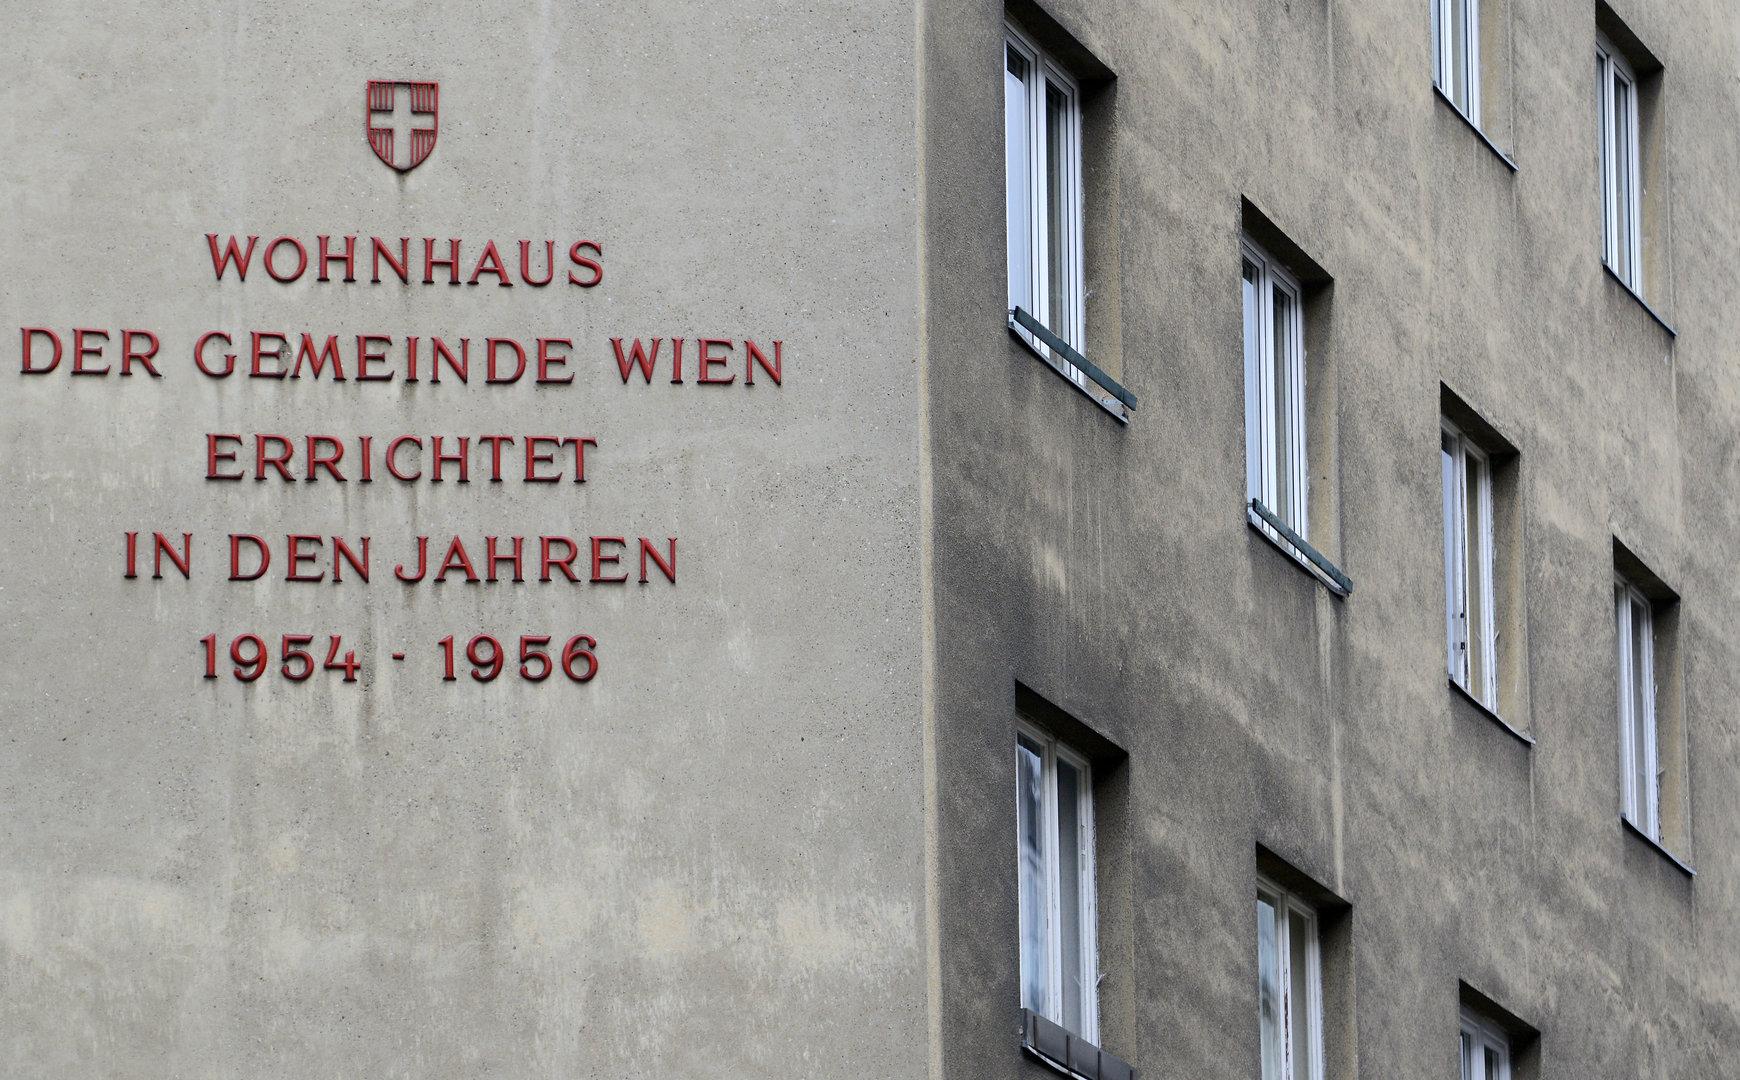 WOHNHAUS
DER GEMEINDE WIEN
ERRICHTET
IN DEN JAHREN
1954 - 1956